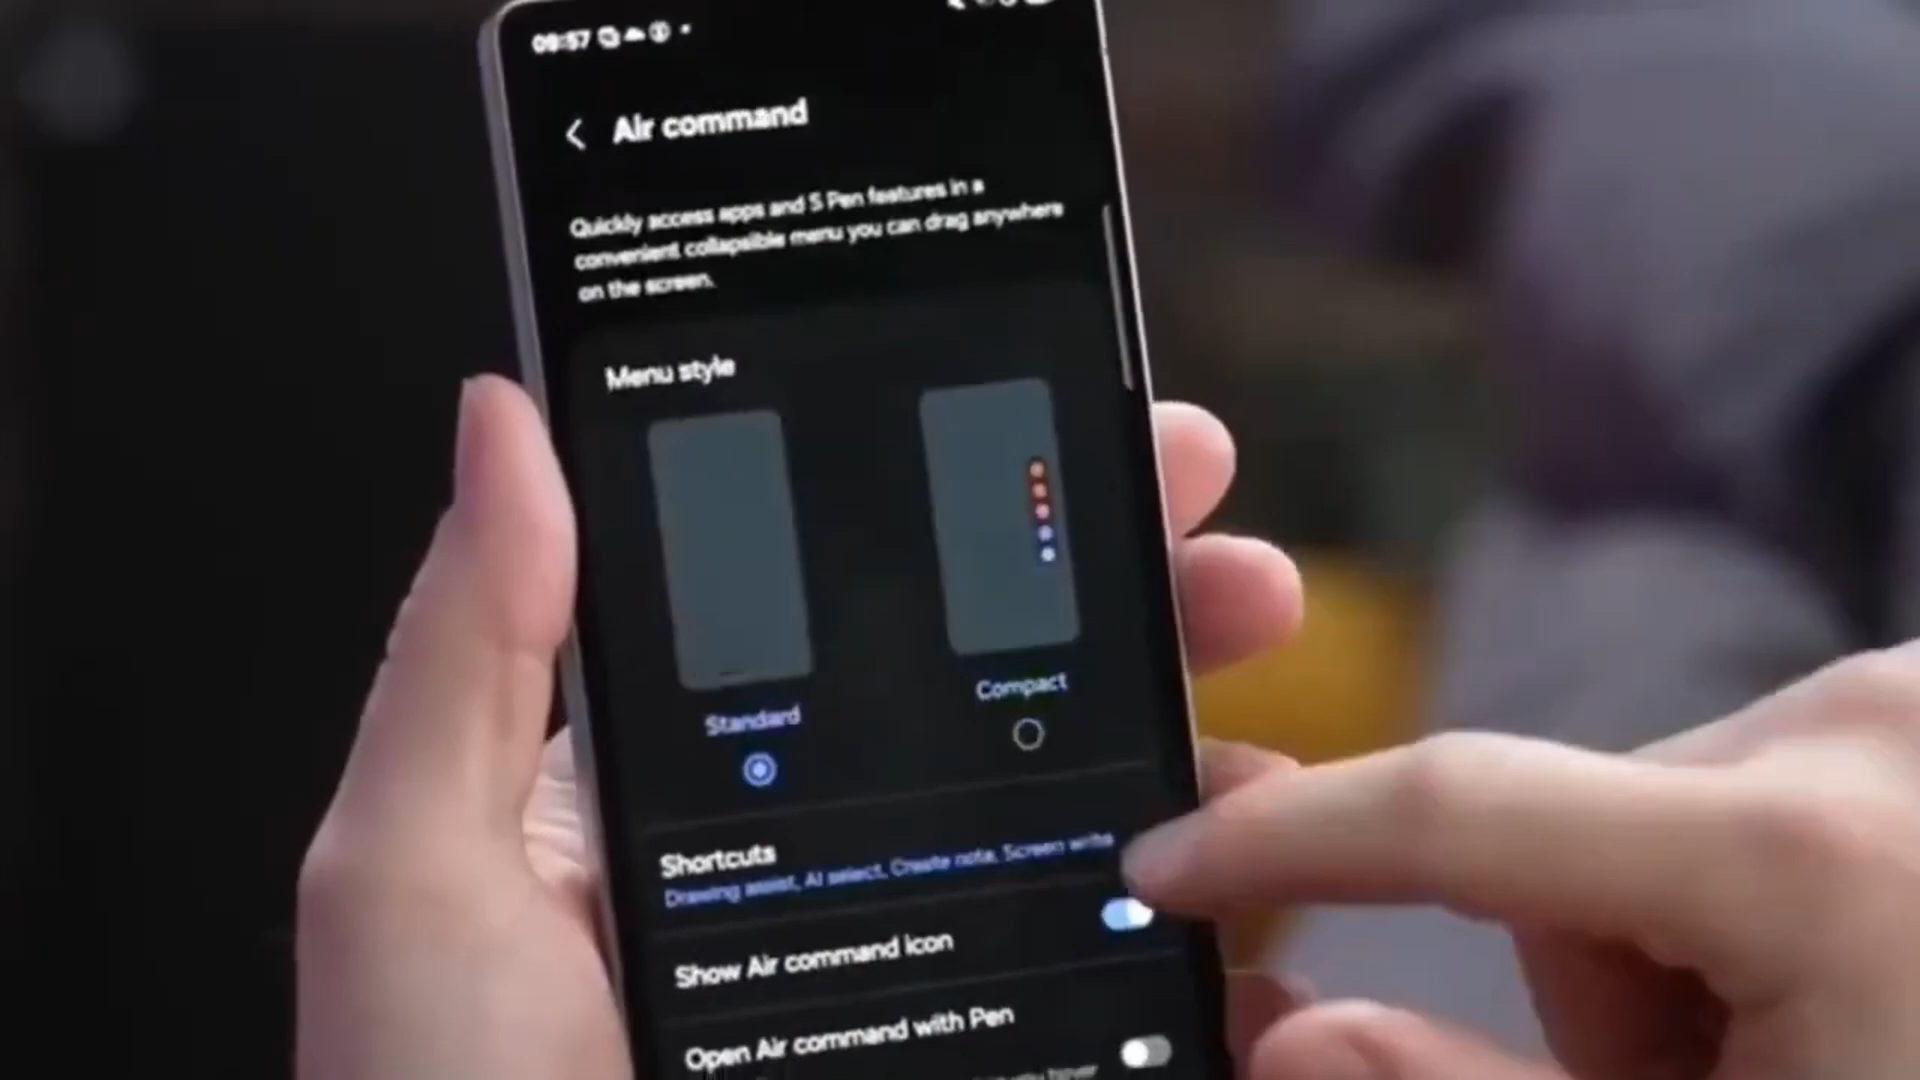 09:57
Air command
Quickly access apps and S Pen features in a
convenient collapsible menu you can drag anywhere
on the screen.
Menu style
Standard
Compact
Shortcuts
Drawing assist, AI select, Create note, Screen write
Show Air command icon
Open Air command with Pen
you hover